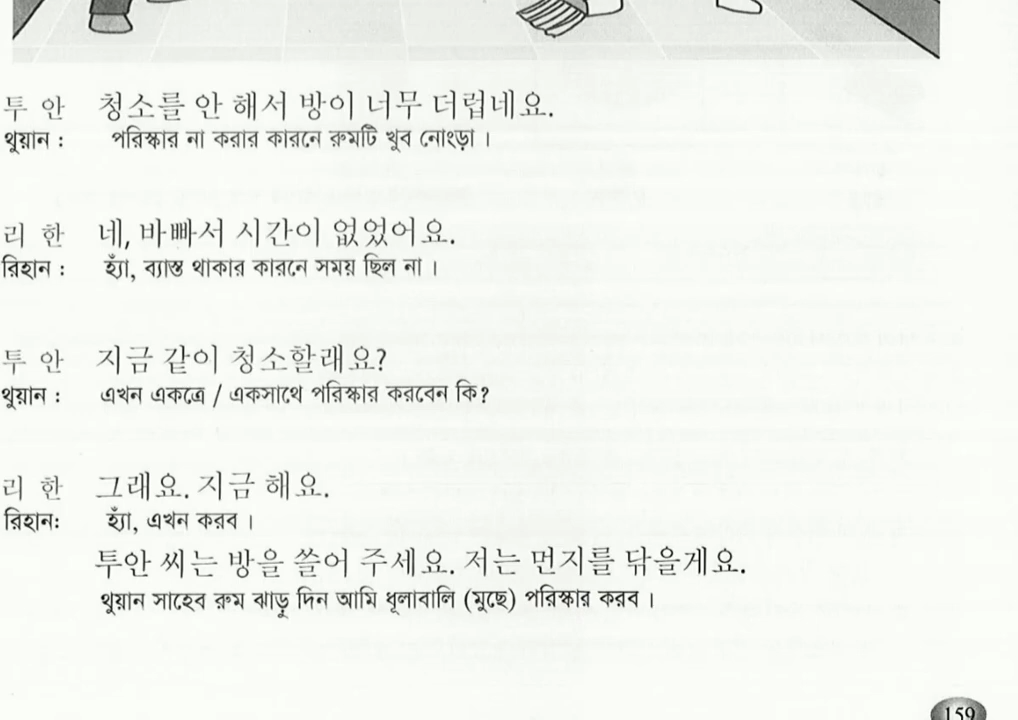 투 안 청소를 안 해서 방이 너무 더럽네요.
থুয়ান : পরিস্কার না করার কারনে রুমটি খুব নোংড়া ।
리 한 네, 바빠서 시간이 없었어요.
রিহান : হ্যাঁ, ব্যাস্ত থাকার কারনে সময় ছিল না ।
투 안 지금 같이 청소할래요?
থুয়ান : এখন একত্রে / একসাথে পরিস্কার করবেন কি?
리 한 그래요. 지금 해요.
রিহান: হ্যাঁ, এখন করব ।
투안 씨는 방을 쓸어 주세요. 저는 먼지를 닦을게요.
থুয়ান সাহেব রুম ঝাড়ু দিন আমি ধূলাবালি (মুছে) পরিস্কার করব ।
159